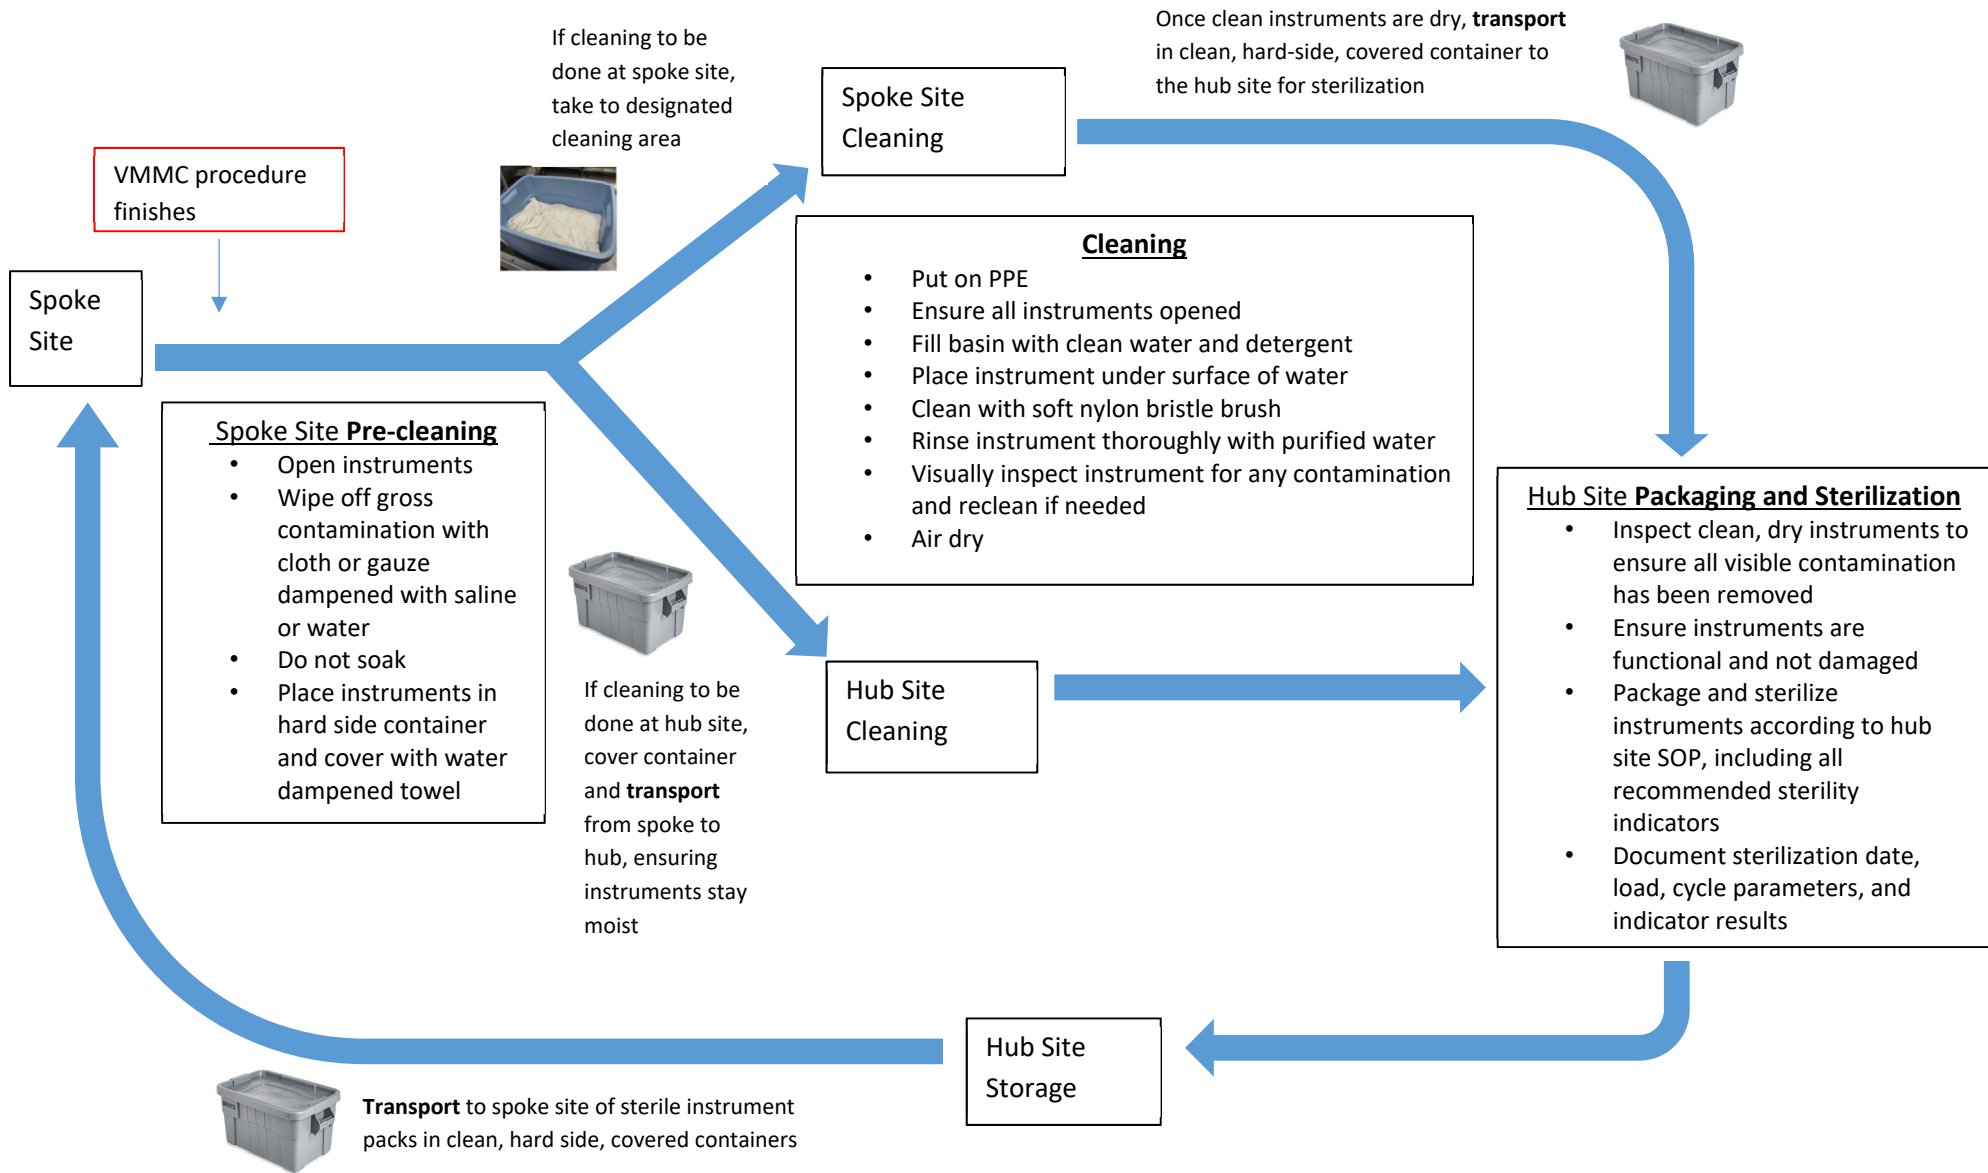 If cleaning to be
done at spoke site,
take to designated
cleaning area
Once clean instruments are dry, transport
in clean, hard-side, covered container to
the hub site for sterilization
Spoke Site
Cleaning
VMMC procedure
finishes
Spoke
Site
Cleaning
• Put on PPE
• Ensure all instruments opened
• Fill basin with clean water and detergent
• Place instrument under surface of water
• Clean with soft nylon bristle brush
• Rinse instrument thoroughly with purified water
• Visually inspect instrument for any contamination
and reclean if needed
• Air dry
Spoke Site Pre-cleaning
• Open instruments
• Wipe off gross
contamination with
cloth or gauze
dampened with saline
or water
• Do not soak
• Place instruments in
hard side container
and cover with water
dampened towel
If cleaning to be
done at hub site,
cover container
and transport
from spoke to
hub, ensuring
instruments stay
moist
Hub Site
Cleaning
Hub Site Packaging and Sterilization
• Inspect clean, dry instruments to
ensure all visible contamination
has been removed
• Ensure instruments are
functional and not damaged
• Package and sterilize
instruments according to hub
site SOP, including all
recommended sterility
indicators
• Document sterilization date,
load, cycle parameters, and
indicator results
Hub Site
Storage
Transport to spoke site of sterile instrument
packs in clean, hard side, covered containers